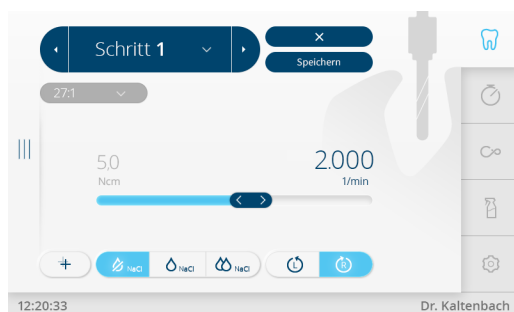 Schritt 1
Speichern
27:1
5,0
Ncm
2.000
1/min
NaCl
NaCl
NaCl
L
R
12:20:33
Dr. Kaltenbach